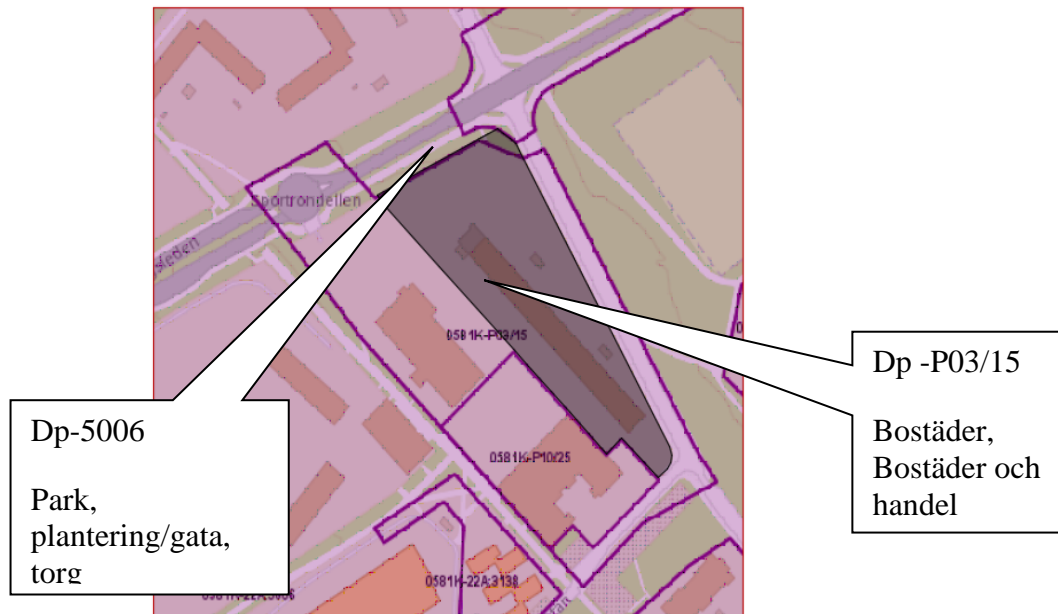 Sportrondellen
sleden
0581K-P03/15
Dp -P03/15
Bostäder,
Bostäder och
handel
Dp-5006
Park,
plantering/gata,
torg
0581K-P10/25
0581K-22A:3138